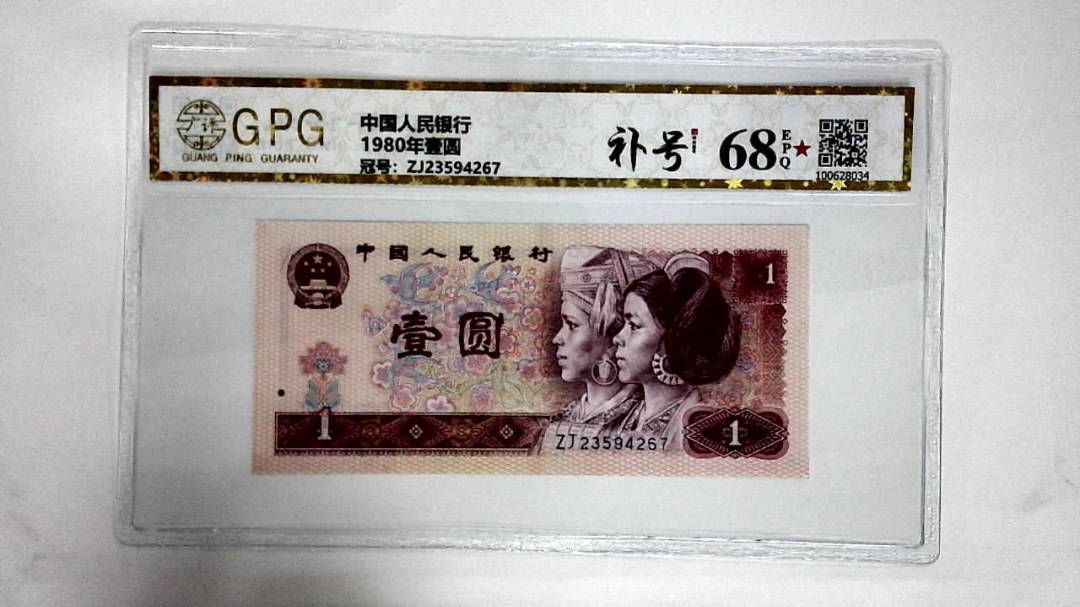 GPG
GUANG PING GUARANTY
中国人民银行
1980年壹圆
冠号：ZJ23594267
补号
68
EPQ
100628034
中国人民银行
1
壹圆
1
ZJ23594267
1